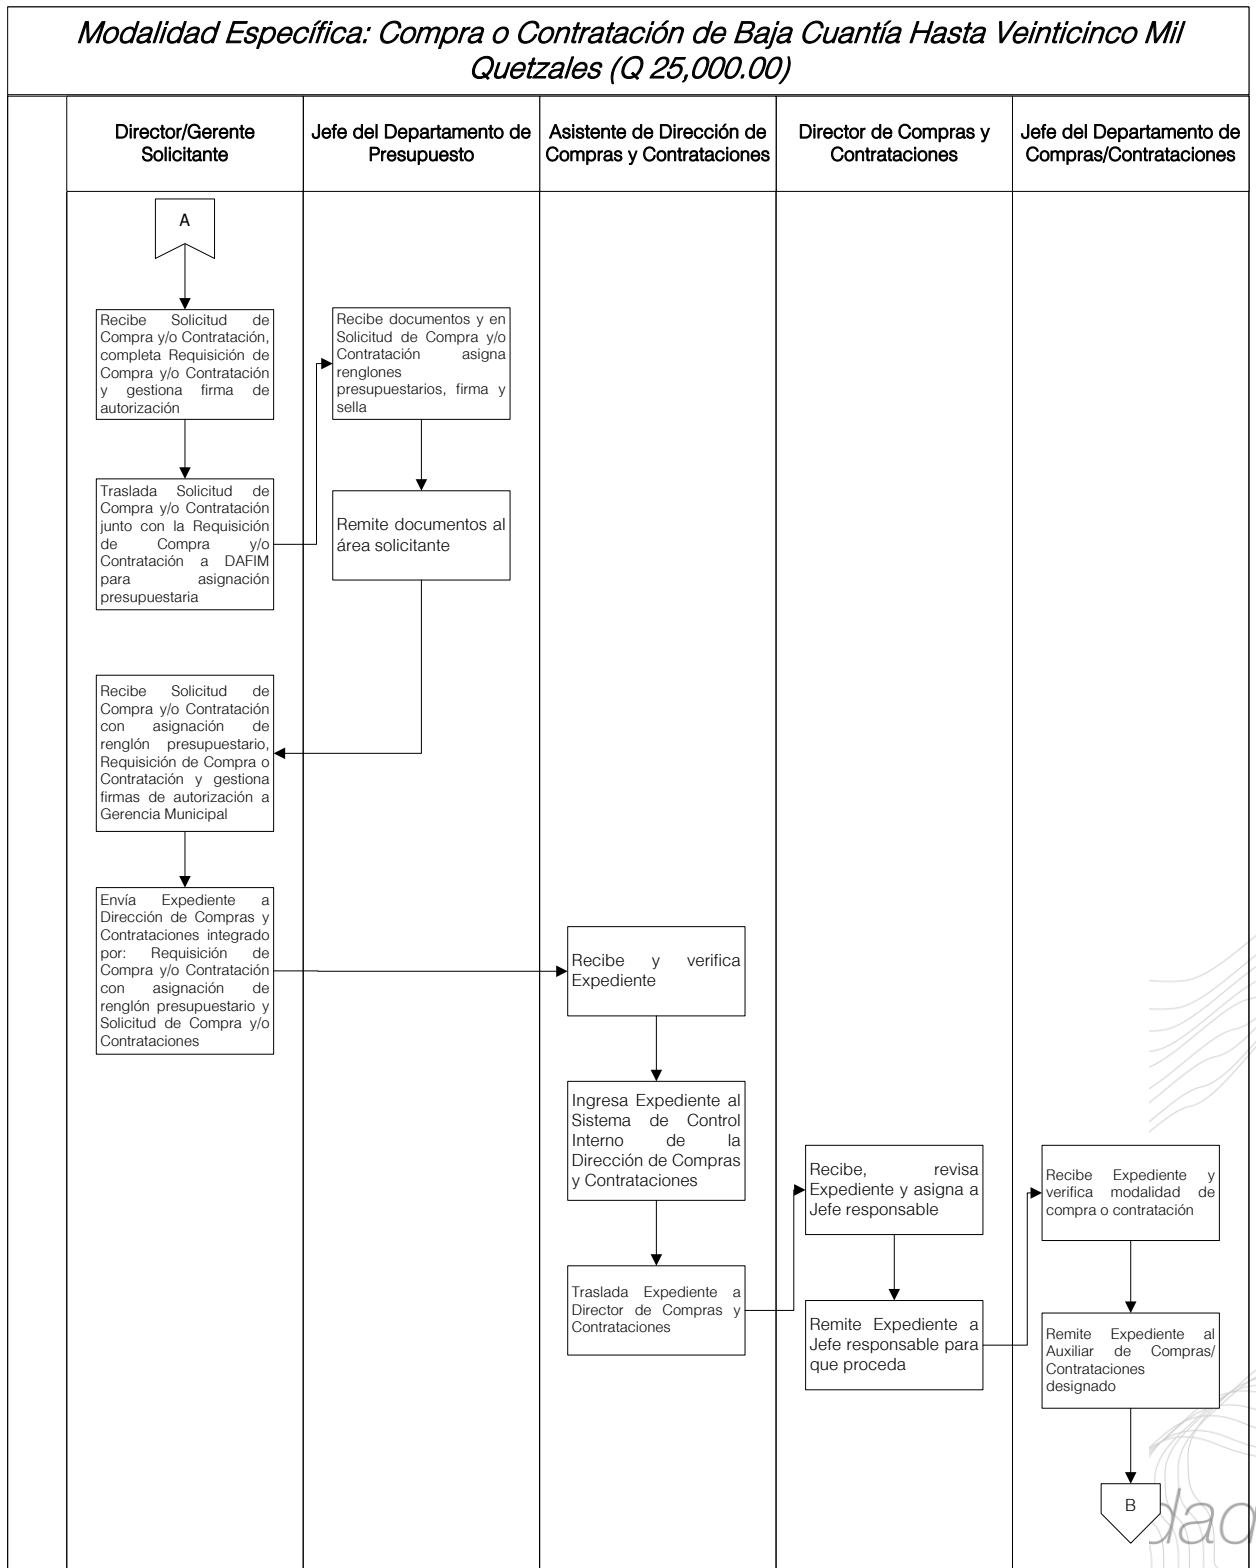 Modalidad Específica: Compra o Contratación de Baja Cuantía Hasta Veinticinco Mil
Quetzales (Q 25,000.00)
Director/Gerente
Solicitante
Jefe del Departamento de
Presupuesto
Asistente de Dirección de
Compras y Contrataciones
Director de Compras y
Contrataciones
Jefe del Departamento de
Compras/Contrataciones
A
Recibe Solicitud de
Compra y/o Contratación,
completa Requisición de
Compra y/o Contratación
y gestiona firma de
autorización
Traslada Solicitud de
Compra y/o Contratación
junto con la Requisición
de Compra y/o
Contratación a DAFIM
para asignación
presupuestaria
Recibe documentos y en
Solicitud de Compra y/o
Contratación asigna
renglones
presupuestarios, firma y
sella
Remite documentos al
área solicitante
Recibe Solicitud de
Compra y/o Contratación
con asignación de
renglón presupuestario,
Requisición de Compra o
Contratación y gestiona
firmas de autorización a
Gerencia Municipal
Envía Expediente a
Dirección de Compras y
Contrataciones integrado
por: Requisición de
Compra y/o Contratación
con asignación de
renglón presupuestario y
Solicitud de Compra y/o
Contrataciones
Recibe y verifica
Expediente
Ingresa Expediente al
Sistema de Control
Interno de la
Dirección de Compras
y Contrataciones
Traslada Expediente a
Director de Compras y
Contrataciones
Recibe, revisa
Expediente y asigna a
Jefe responsable
Remite Expediente a
Jefe responsable para
que proceda
Recibe Expediente y
verifica modalidad de
compra o contratación
Remite Expediente al
Auxiliar de Compras/
Contrataciones
designado
B